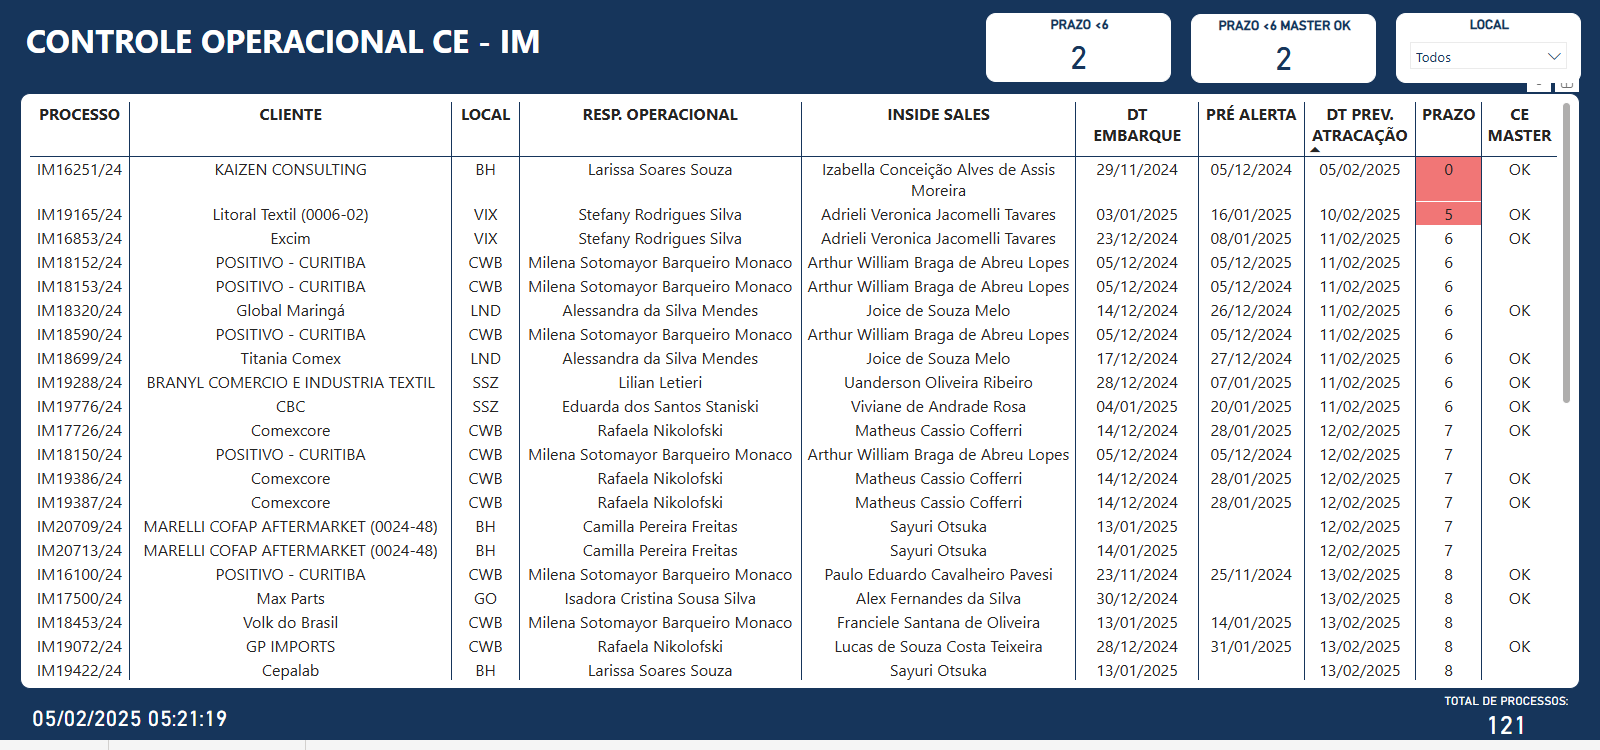 CONTROLE OPERACIONAL CE - IM
PRAZO <6
2
PRAZO <6 MASTER OK
2
LOCAL
Todos
PROCESSO CLIENTE LOCAL RESP. OPERACIONAL INSIDE SALES DT EMBARQUE PRÉ ALERTA DT PREV. ATRACAÇÃO PRAZO CE MASTER
IM16251/24 KAIZEN CONSULTING BH Larissa Soares Souza Izabella Conceição Alves de Assis Moreira 29/11/2024 05/12/2024 05/02/2025 0 OK
IM19165/24 Litoral Textil (0006-02) VIX Stefany Rodrigues Silva Adrieli Veronica Jacomelli Tavares 03/01/2025 16/01/2025 10/02/2025 5 OK
IM16853/24 Excim VIX Stefany Rodrigues Silva Adrieli Veronica Jacomelli Tavares 23/12/2024 08/01/2025 11/02/2025 6 OK
IM18152/24 POSITIVO - CURITIBA CWB Milena Sotomayor Barqueiro Monaco Arthur William Braga de Abreu Lopes 05/12/2024 05/12/2024 11/02/2025 6
IM18153/24 POSITIVO - CURITIBA CWB Milena Sotomayor Barqueiro Monaco Arthur William Braga de Abreu Lopes 05/12/2024 05/12/2024 11/02/2025 6
IM18320/24 Global Maringá LND Alessandra da Silva Mendes Joice de Souza Melo 14/12/2024 26/12/2024 11/02/2025 6 OK
IM18590/24 POSITIVO - CURITIBA CWB Milena Sotomayor Barqueiro Monaco Arthur William Braga de Abreu Lopes 05/12/2024 05/12/2024 11/02/2025 6
IM18699/24 Titania Comex LND Alessandra da Silva Mendes Joice de Souza Melo 17/12/2024 27/12/2024 11/02/2025 6 OK
IM19288/24 BRANYL COMERCIO E INDUSTRIA TEXTIL SSZ Lilian Letieri Uanderson Oliveira Ribeiro 28/12/2024 07/01/2025 11/02/2025 6 OK
IM19776/24 CBC SSZ Eduarda dos Santos Staniski Viviane de Andrade Rosa 04/01/2025 20/01/2025 11/02/2025 6 OK
IM17726/24 Comexcore CWB Rafaela Nikolofski Matheus Cassio Cofferri 14/12/2024 28/01/2025 12/02/2025 7 OK
IM18150/24 POSITIVO - CURITIBA CWB Milena Sotomayor Barqueiro Monaco Arthur William Braga de Abreu Lopes 05/12/2024 05/12/2024 12/02/2025 7
IM19386/24 Comexcore CWB Rafaela Nikolofski Matheus Cassio Cofferri 14/12/2024 28/01/2025 12/02/2025 7 OK
IM19387/24 Comexcore CWB Rafaela Nikolofski Matheus Cassio Cofferri 14/12/2024 28/01/2025 12/02/2025 7 OK
IM20709/24 MARELLI COFAP AFTERMARKET (0024-48) BH Camilla Pereira Freitas Sayuri Otsuka 13/01/2025 12/02/2025 7
IM20713/24 MARELLI COFAP AFTERMARKET (0024-48) BH Camilla Pereira Freitas Sayuri Otsuka 14/01/2025 12/02/2025 7
IM16100/24 POSITIVO - CURITIBA CWB Milena Sotomayor Barqueiro Monaco Paulo Eduardo Cavalheiro Pavesi 23/11/2024 25/11/2024 13/02/2025 8 OK
IM17500/24 Max Parts GO Isadora Cristina Sousa Silva Alex Fernandes da Silva 30/12/2024 13/02/2025 8 OK
IM18453/24 Volk do Brasil CWB Milena Sotomayor Barqueiro Monaco Franciele Santana de Oliveira 13/01/2025 14/01/2025 13/02/2025 8
IM19072/24 GP IMPORTS CWB Rafaela Nikolofski Lucas de Souza Costa Teixeira 28/12/2024 31/01/2025 13/02/2025 8 OK
IM19422/24 Cepalab BH Larissa Soares Souza Sayuri Otsuka 13/01/2025 13/02/2025 8
05/02/2025 05:21:19
TOTAL DE PROCESSOS:
121